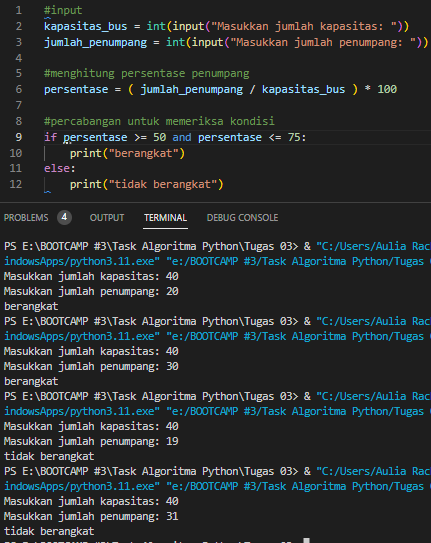 1 #input
2 kapasitas_bus = int(input("Masukkan jumlah kapasitas: "))
3 jumlah_penumpang = int(input("Masukkan jumlah penumpang: "))
4
5 #menghitung persentase penumpang
6 persentase = ( jumlah_penumpang / kapasitas_bus ) * 100
7
8 #percabangan untuk memeriksa kondisi
9 if persentase >= 50 and persentase <= 75:
10 print("berangkat")
11 else:
12 print("tidak berangkat")
PROBLEMS 4 OUTPUT TERMINAL DEBUG CONSOLE
PS E:\BOOTCAMP #3\Task Algoritma Python\Tugas 03> & "C:/Users/Aulia Rac
indowsApps/python3.11.exe" "e:/BOOTCAMP #3/Task Algoritma Python/Tugas
Masukkan jumlah kapasitas: 40
Masukkan jumlah penumpang: 20
berangkat
PS E:\BOOTCAMP #3\Task Algoritma Python\Tugas 03> & "C:/Users/Aulia Rac
indowsApps/python3.11.exe" "e:/BOOTCAMP #3/Task Algoritma Python/Tugas
Masukkan jumlah kapasitas: 40
Masukkan jumlah penumpang: 30
berangkat
PS E:\BOOTCAMP #3\Task Algoritma Python\Tugas 03> & "C:/Users/Aulia Rac
indowsApps/python3.11.exe" "e:/BOOTCAMP #3/Task Algoritma Python/Tugas
Masukkan jumlah kapasitas: 40
Masukkan jumlah penumpang: 19
tidak berangkat
PS E:\BOOTCAMP #3\Task Algoritma Python\Tugas 03> & "C:/Users/Aulia Rac
indowsApps/python3.11.exe" "e:/BOOTCAMP #3/Task Algoritma Python/Tugas
Masukkan jumlah kapasitas: 40
Masukkan jumlah penumpang: 31
tidak berangkat